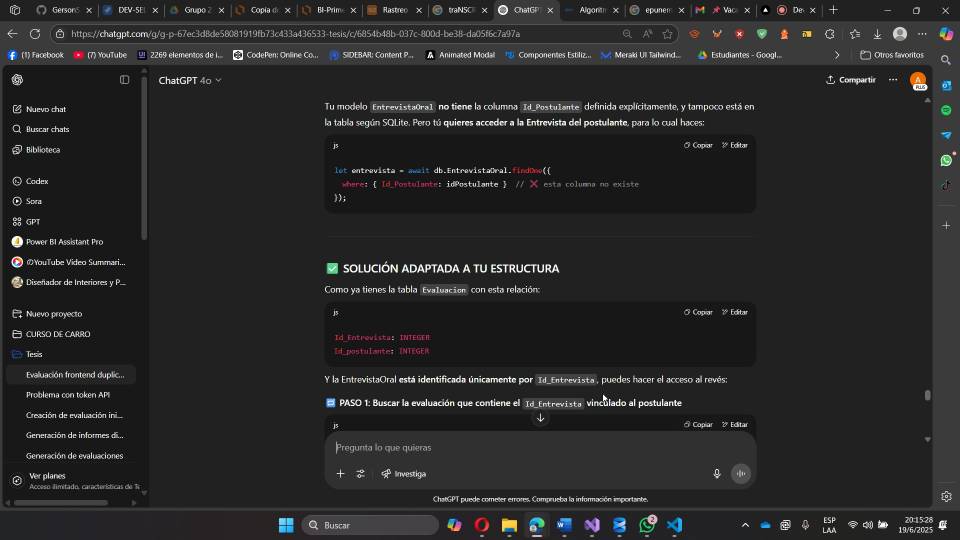 GersonS
DEV-SEI
Grupo 2
Copia d
BI-Prime
Rastreo
traNSCR
ChatGPT
Algoritm
epunem
Vaca
Dev
https://chatgpt.com/g/g-p-67ec3d8de58081919fb73c433a436533-tesis/c/6854b48b-037c-800d-be38-da05f6c7a97a
(1) Facebook
(7) YouTube
2269 elementos de i...
CodePen: Online Co...
SIDEBAR: Content P...
Animated Modal
Componentes Estiliz...
Meraki UI Tailwind...
Estudiantes - Googl...
Otros favoritos
ChatGPT 4o
Compartir
PLUS
Nuevo chat
Buscar chats
Biblioteca
Codex
Sora
GPT
Power BI Assistant Pro
YouTube Vídeo Summari...
Diseñador de Interiores y P...
Nuevo proyecto
CURSO DE CARRO
Tesis
Evaluación frontend duplic...
Problema con token API
Creación de evaluación ini...
Generación de informes di...
Generación de evaluaciones
Ver planes
Acceso ilimitado, características de Te
Tu modelo EntrevistaOral no tiene la columna Id_Postulante definida explícitamente, y tampoco está en
la tabla según SQLite. Pero tú quieres acceder a la Entrevista del postulante, para lo cual haces:
js
Copiar
Editar
let entrevista = await db.EntrevistaOral.findOne({
where: { Id_Postulante: idPostulante } // ❌ esta columna no existe
});
✅ SOLUCIÓN ADAPTADA A TU ESTRUCTURA
Como ya tienes la tabla Evaluacion con esta relación:
js
Copiar
Editar
Id_Entrevista: INTEGER
Id_postulante: INTEGER
Y la EntrevistaOral está identificada únicamente por Id_Entrevista, puedes hacer el acceso al revés:
🔁 PASO 1: Buscar la evaluación que contiene el Id_Entrevista vinculado al postulante
js
Copiar
Editar
Pregunta lo que quieras
Investiga
ChatGPT puede cometer errores. Comprueba la información importante.
Buscar
2
ESP
LAA
20:15:28
19/6/2025